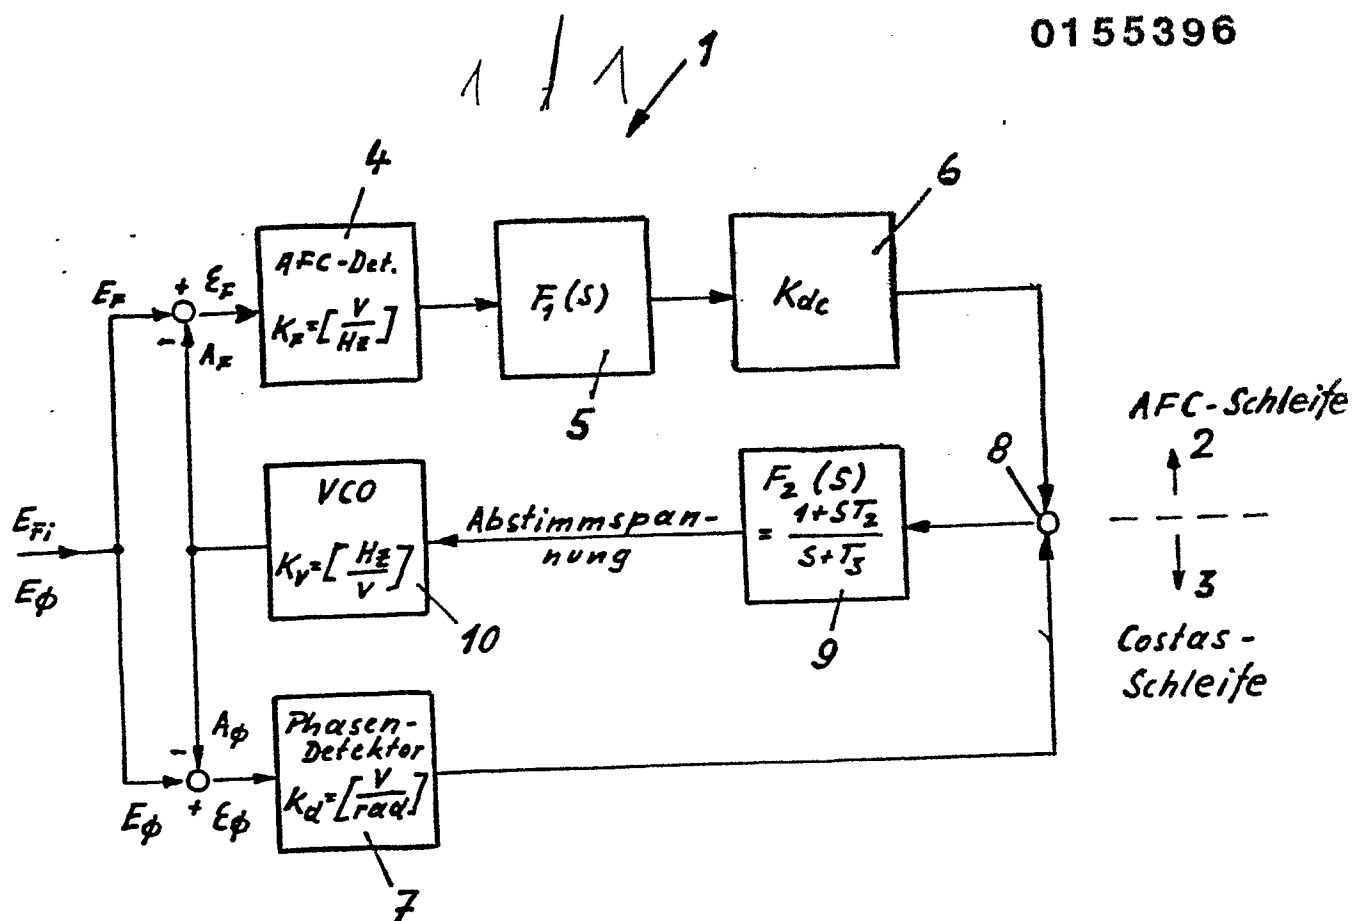 0155396
1 / 1
1
4
6
AFC-Det.
K_F=[V/Hz]
F_1(S)
K_dc
E_F
+
ε_F
-
A_F
5
AFC-Schleife
2
8
VCO
K_V=[Hz/V]
Abstimmspan-
nung
F_2(S)
= 1+ST_2/S+T_3
E_Fi
E_ϕ
10
9
3
Costas-
Schleife
A_ϕ
-
Phasen-
Detektor
K_d=[V/rad]
E_ϕ
+
ε_ϕ
7